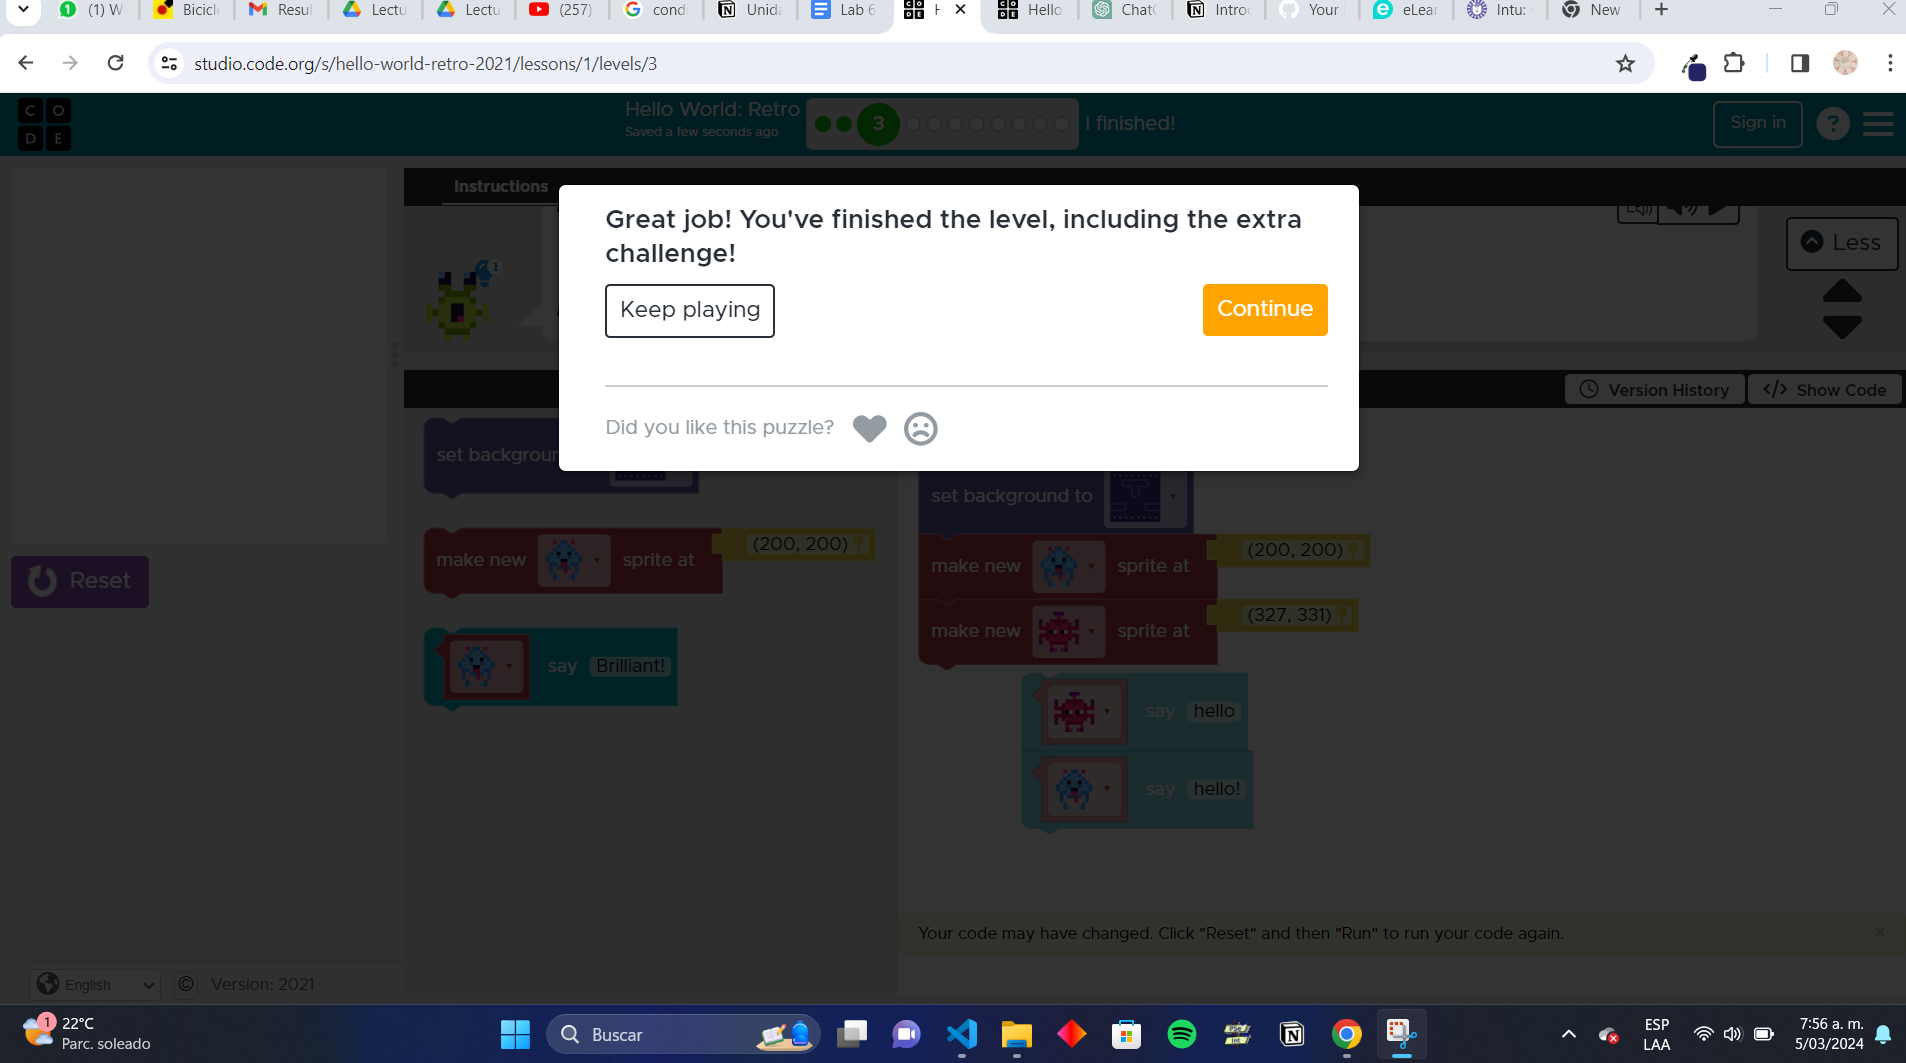 (1) W
Bicicle
Resul
Lectu
Lectu
(257)
cond
Unida
Lab 6
Hello
Chat
Introd
Your
eLear
Intu:
New
studio.code.org/s/hello-world-retro-2021/lessons/1/levels/3
C O
D E
Hello World: Retro
Saved a few seconds ago
3
I finished!
Sign in
?
Instructions
1
Less
Great job! You've finished the level, including the extra
challenge!
Keep playing
Continue
Did you like this puzzle?
Version History
</> Show Code
set backgroun
set background to
make new sprite at (200, 200)
make new sprite at (200, 200)
make new sprite at (327, 331)
Reset
say Brilliant!
say hello
say hello!
Your code may have changed. Click "Reset" and then "Run" to run your code again.
English
© Version: 2021
1
22°C
Parc. soleado
Buscar
ESP
LAA
7:56 a. m.
5/03/2024